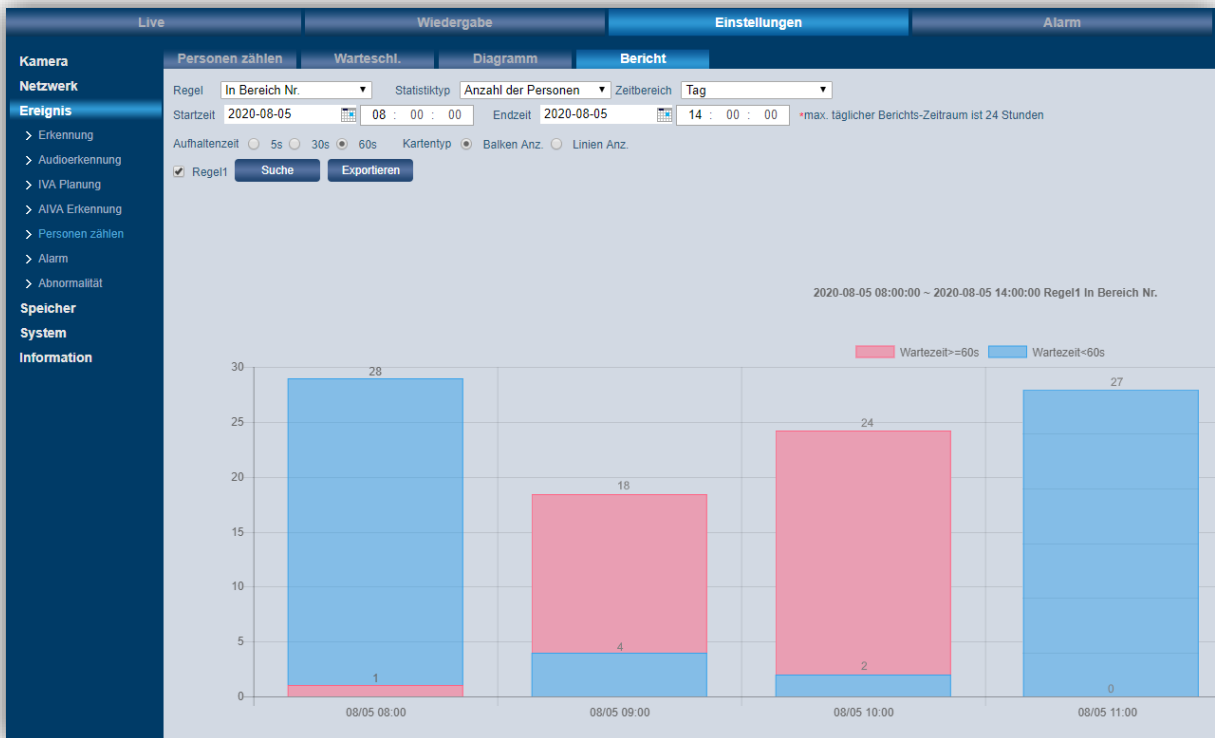 Live Wiedergabe Einstellungen Alarm
Kamera
Netzwerk
Ereignis
Erkennung
Audioerkennung
IVA Planung
AIVA Erkennung
Personen zählen
Alarm
Abnormalität
Speicher
System
Information
Personen zählen Warteschl. Diagramm Bericht
Regel In Bereich Nr. Statistiktyp Anzahl der Personen Zeitbereich Tag
Startzeit 2020-08-05 08 : 00 : 00 Endzeit 2020-08-05 14 : 00 : 00 *max. täglicher Berichts-Zeitraum ist 24 Stunden
Aufhaltenzeit 5s 30s 60s Kartentyp Balken Anz. Linien Anz.
Regel1 Suche Exportieren
2020-08-05 08:00:00 ~ 2020-08-05 14:00:00 Regel1 In Bereich Nr.
Wartezeit>=60s Wartezeit<60s
30
28
27
25
24
20
18
15
10
5
4
2
1
0
0
08/05 08:00 08/05 09:00 08/05 10:00 08/05 11:00